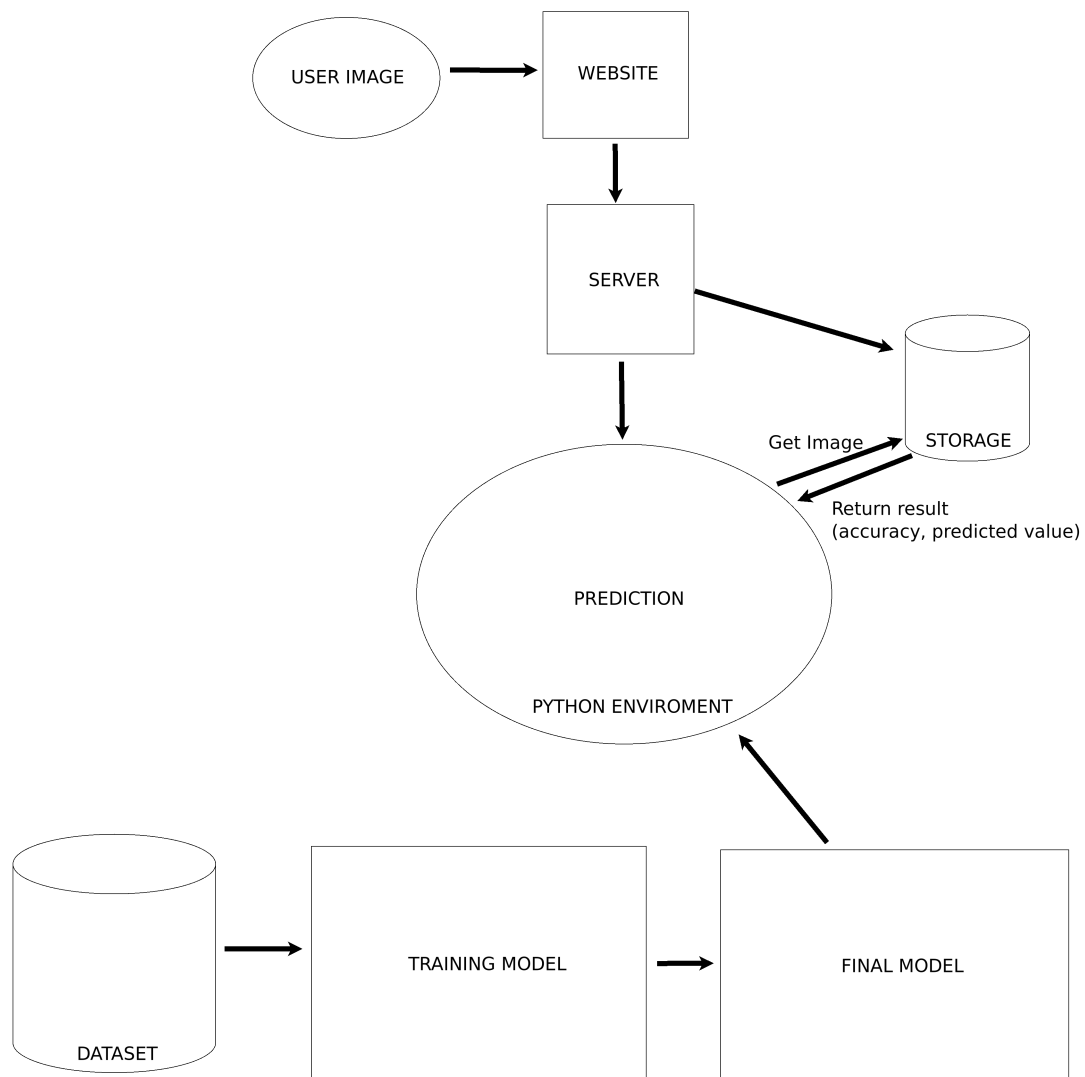 USER IMAGE
WEBSITE
SERVER
STORAGE
Get Image
Return result
(accuracy, predicted value)
PREDICTION
PYTHON ENVIROMENT
TRAINING MODEL
FINAL MODEL
DATASET